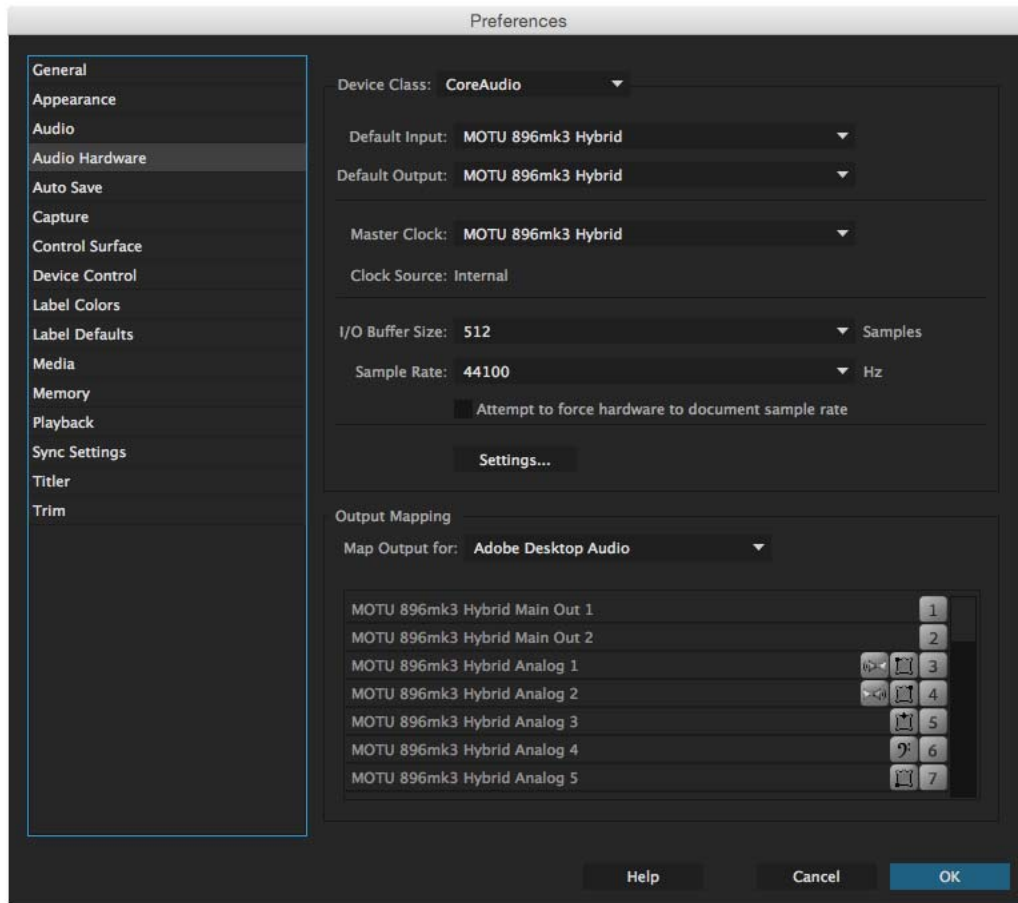 Preferences
General
Appearance
Audio
Audio Hardware
Auto Save
Capture
Control Surface
Device Control
Label Colors
Label Defaults
Media
Memory
Playback
Sync Settings
Titler
Trim
Device Class: CoreAudio
Default Input: MOTU 896mk3 Hybrid
Default Output: MOTU 896mk3 Hybrid
Master Clock: MOTU 896mk3 Hybrid
Clock Source: Internal
I/O Buffer Size: 512 Samples
Sample Rate: 44100 Hz
Attempt to force hardware to document sample rate
Settings...
Output Mapping
Map Output for: Adobe Desktop Audio
MOTU 896mk3 Hybrid Main Out 1 1
MOTU 896mk3 Hybrid Main Out 2 2
MOTU 896mk3 Hybrid Analog 1 3
MOTU 896mk3 Hybrid Analog 2 4
MOTU 896mk3 Hybrid Analog 3 5
MOTU 896mk3 Hybrid Analog 4 6
MOTU 896mk3 Hybrid Analog 5 7
Help Cancel OK